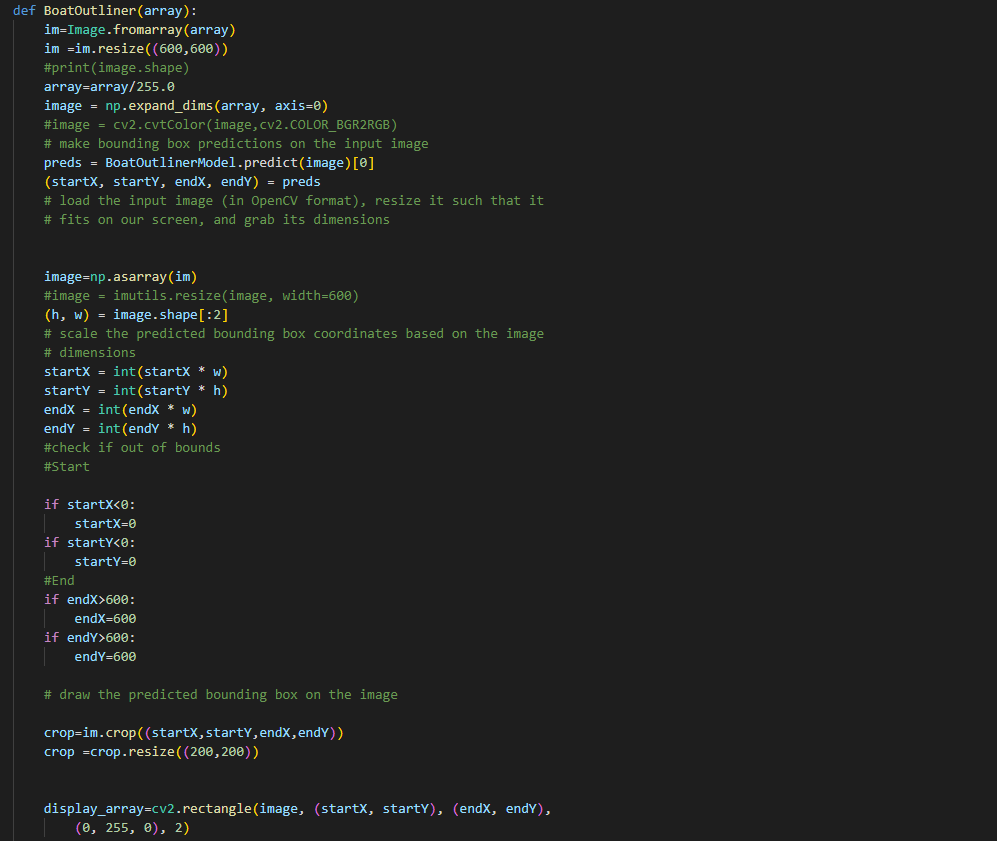 def BoatOutliner(array):
    im=Image.fromarray(array)
    im =im.resize((600,600))
    #print(image.shape)
    array=array/255.0
    image = np.expand_dims(array, axis=0)
    #image = cv2.cvtColor(image,cv2.COLOR_BGR2RGB)
    # make bounding box predictions on the input image
    preds = BoatOutlinerModel.predict(image)[0]
    (startX, startY, endX, endY) = preds
    # load the input image (in OpenCV format), resize it such that it
    # fits on our screen, and grab its dimensions
    image=np.asarray(im)
    #image = imutils.resize(image, width=600)
    (h, w) = image.shape[:2]
    # scale the predicted bounding box coordinates based on the image
    # dimensions
    startX = int(startX * w)
    startY = int(startY * h)
    endX = int(endX * w)
    endY = int(endY * h)
    #check if out of bounds
    #Start
    if startX<0:
        startX=0
    if startY<0:
        startY=0
    #End
    if endX>600:
        endX=600
    if endY>600:
        endY=600
    # draw the predicted bounding box on the image
    crop=im.crop((startX,startY,endX,endY))
    crop =crop.resize((200,200))
    display_array=cv2.rectangle(image, (startX, startY), (endX, endY),
        (0, 255, 0), 2)